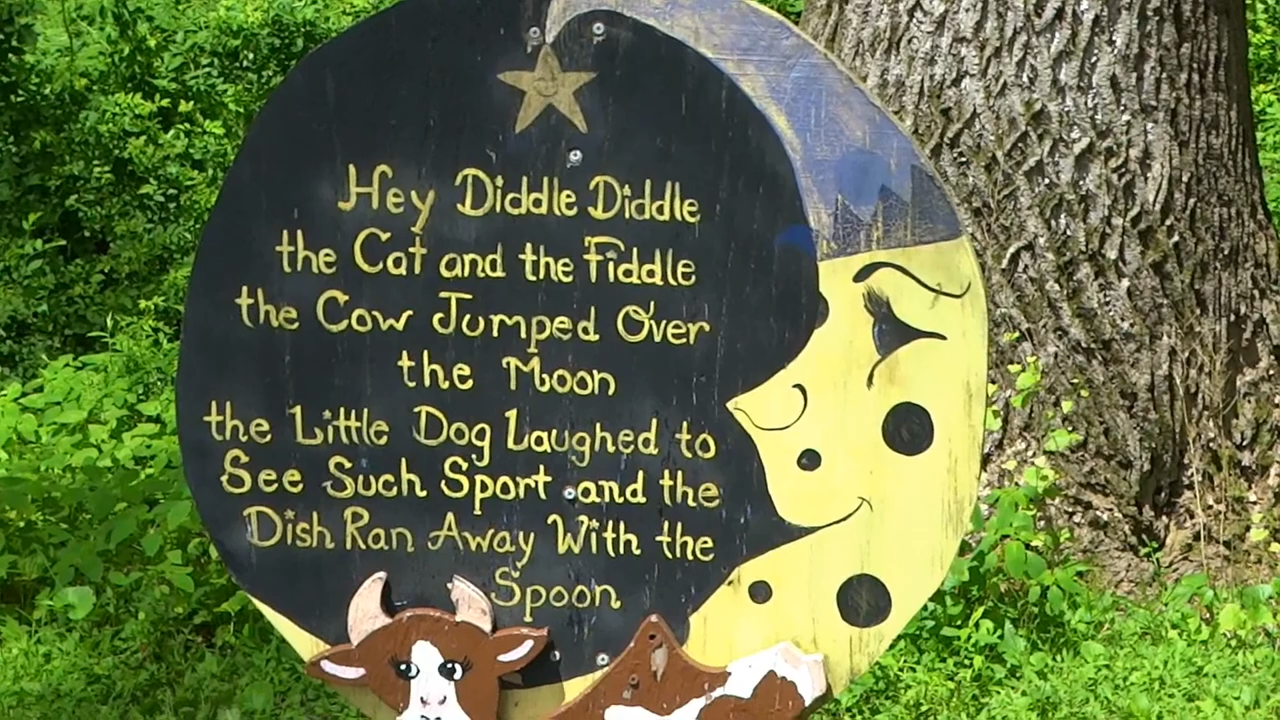 Hey Diddle Diddle
the Cat and the Fiddle
the Cow Jumped Over
the Moon
the Little Dog Laughed to
See Such Sport and the
Dish Ran Away With the
Spoon